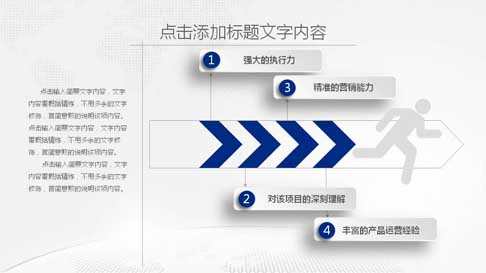 点击添加标题文字内容
1 强大的执行力
3 精准的营销能力
点击输入简要文字内容，文字
内容需概括精炼，不用多余的文字
修饰，言简意赅的说明该项内容。
点击输入简要文字内容，文字内容
需概括精炼，不用多余的文字修
饰，言简意赅的说明该项内容。
点击输入简要文字内容，文字
内容需概括精炼，不用多余的文字
修饰，言简意赅的说明该项内容。
2 对该项目的深刻理解
4 丰富的产品运营经验